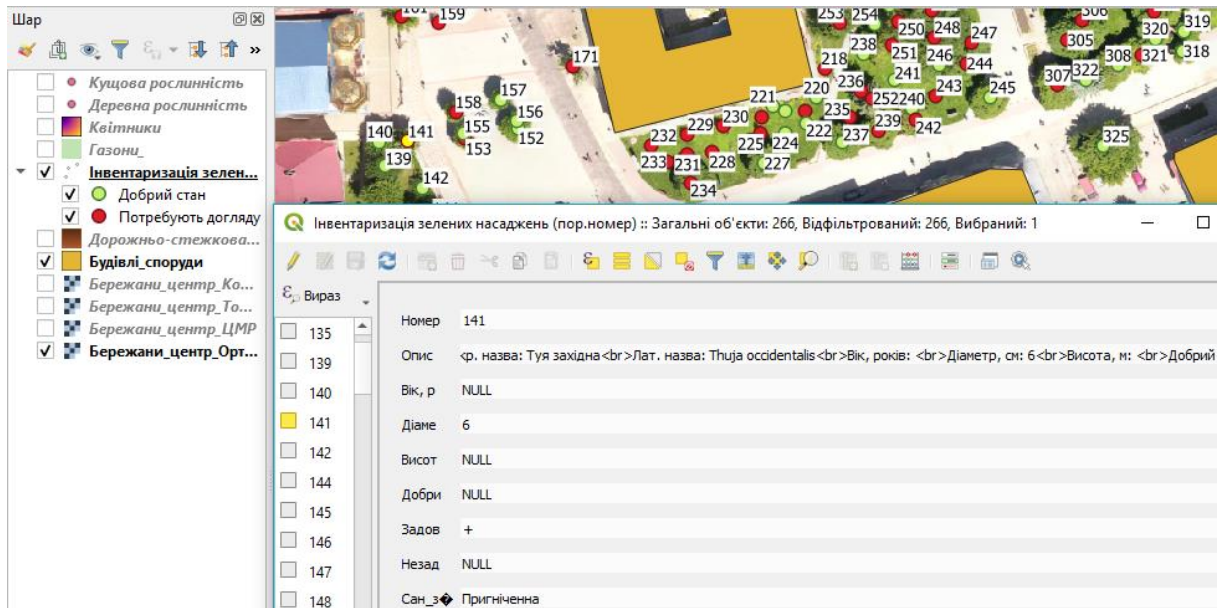 Шар
Кущова рослинність
Деревна рослинність
Квітники
Газони_
Інвентаризація зелен...
Добрий стан
Потребують догляду
Дорожньо-стежкова...
Будівлі_споруди
Бережани_центр_Ко...
Бережани_центр_То...
Бережани_центр_ЦМР
Бережани_центр_Орт...
159
171
157
158
156
155
152
153
140
141
139
142
253
254
250
248
247
238
251
246
244
218
241
236
243
245
220
221
252
240
235
239
242
222
237
230
229
232
225
224
233
231
228
227
234
306
305
319
320
318
308
321
307
322
325
Інвентаризація зелених насаджень (пор.номер) :: Загальні об'єкти: 266, Відфільтрований: 266, Вибраний: 1
Вираз
135
139
140
141
142
144
145
146
147
148
Номер 141
Опис <р. назва: Туя західна<br>Лат. назва: Thuja occidentalis<br>Вік, років: <br>Діаметр, см: 6<br>Висота, м: <br>Добрий
Вік, р NULL
Діаме 6
Висот NULL
Добри NULL
Задов +
Незад NULL
Сан_з� Пригніченна